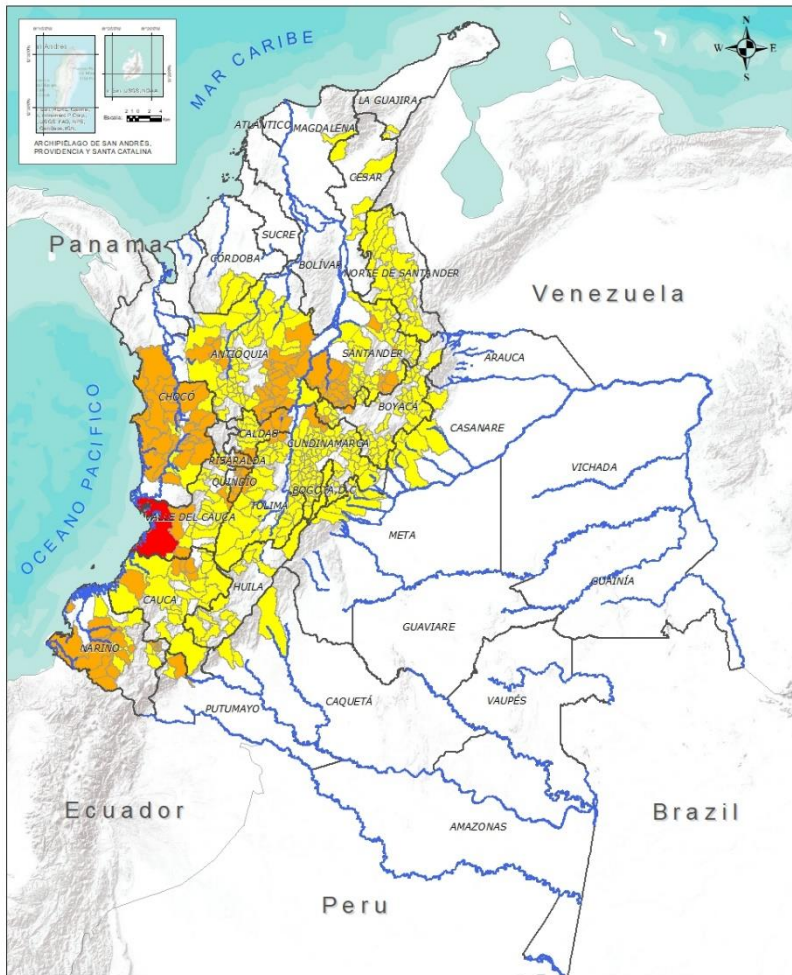 ARCHIPIÉLAGO DE SAN ANDRÉS,
PROVIDENCIA Y SANTA CATALINA
MAR CARIBE
N
W E
S
LA GUAJIRA
ATLÁNTICO
MAGDALENA
CESAR
SUCRE
Panama
CÓRDOBA
BOLÍVAR
NORTE DE SANTANDER
Venezuela
ANTIOQUIA
SANTANDER
ARAUCA
CHOCÓ
BOYACÁ
CASANARE
CALDAS
CUNDINAMARCA
RISARALDA
VICHADA
QUINDIO
BOGOTÁ D.C.
OCEANO PACIFICO
TOLIMA
VALLE DEL CAUCA
META
GUAINÍA
HUILA
CAUCA
GUAVIARE
NARIÑO
CAQUETÁ
VAUPÉS
PUTUMAYO
Ecuador
Brazil
AMAZONAS
Peru